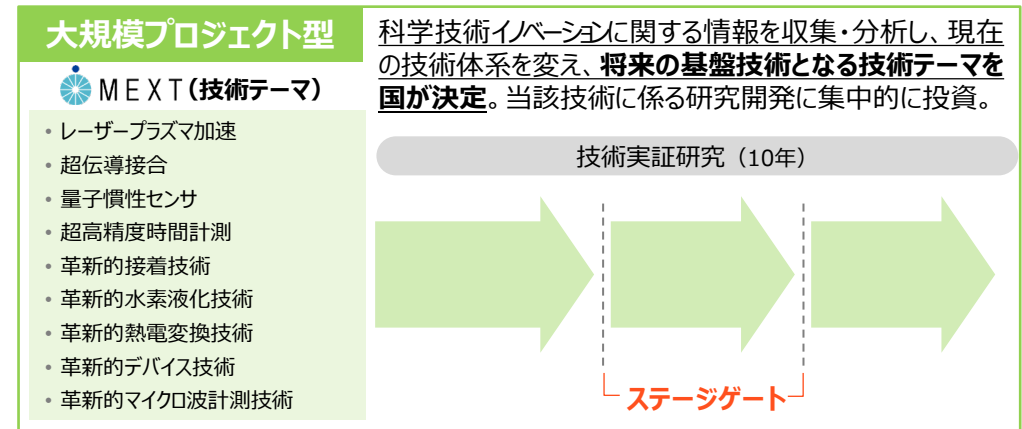 大規模プロジェクト型
MEXT(技術テーマ)
• レーザープラズマ加速
• 超伝導接合
• 量子慣性センサ
• 超高精度時間計測
• 革新的接着技術
• 革新的水素液化技術
• 革新的熱電変換技術
• 革新的デバイス技術
• 革新的マイクロ波計測技術
科学技術イノベーションに関する情報を収集・分析し、現在
の技術体系を変え、将来の基盤技術となる技術テーマを
国が決定。当該技術に係る研究開発に集中的に投資。
技術実証研究（10年）
ステージゲート